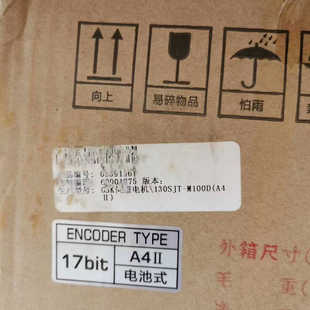 向上
易碎物品
怕雨
版本:
电机\130SJT-M100D(A4
II)
ENCODER TYPE
17bit
A4II
电池式
外箱尺寸(
毛 重(